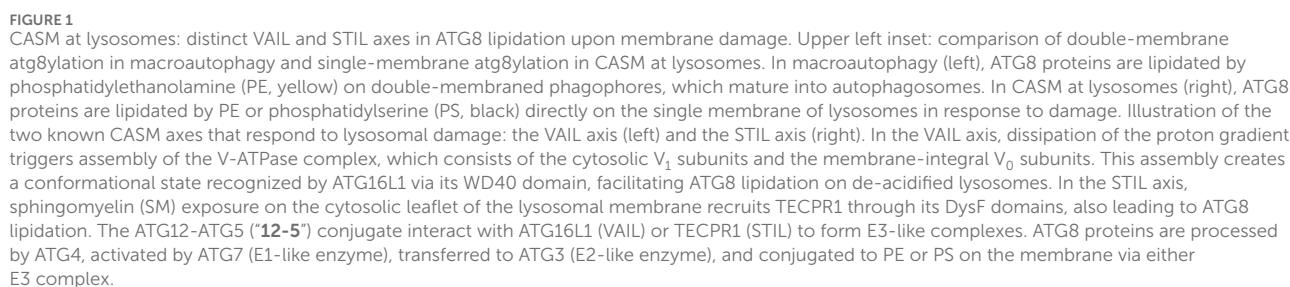 FIGURE 1
CASM at lysosomes: distinct VAIL and STIL axes in ATG8 lipidation upon membrane damage. Upper left inset: comparison of double-membrane
atg8ylation in macroautophagy and single-membrane atg8ylation in CASM at lysosomes. In macroautophagy (left), ATG8 proteins are lipidated by
phosphatidylethanolamine (PE, yellow) on double-membraned phagophores, which mature into autophagosomes. In CASM at lysosomes (right), ATG8
proteins are lipidated by PE or phosphatidylserine (PS, black) directly on the single membrane of lysosomes in response to damage. Illustration of the
two known CASM axes that respond to lysosomal damage: the VAIL axis (left) and the STIL axis (right). In the VAIL axis, dissipation of the proton gradient
triggers assembly of the V-ATPase complex, which consists of the cytosolic V1 subunits and the membrane-integral V0 subunits. This assembly creates
a conformational state recognized by ATG16L1 via its WD40 domain, facilitating ATG8 lipidation on de-acidified lysosomes. In the STIL axis,
sphingomyelin (SM) exposure on the cytosolic leaflet of the lysosomal membrane recruits TECPR1 through its DysF domains, also leading to ATG8
lipidation. The ATG12-ATG5 (“12-5”) conjugate interact with ATG16L1 (VAIL) or TECPR1 (STIL) to form E3-like complexes. ATG8 proteins are processed
by ATG4, activated by ATG7 (E1-like enzyme), transferred to ATG3 (E2-like enzyme), and conjugated to PE or PS on the membrane via either
E3 complex.